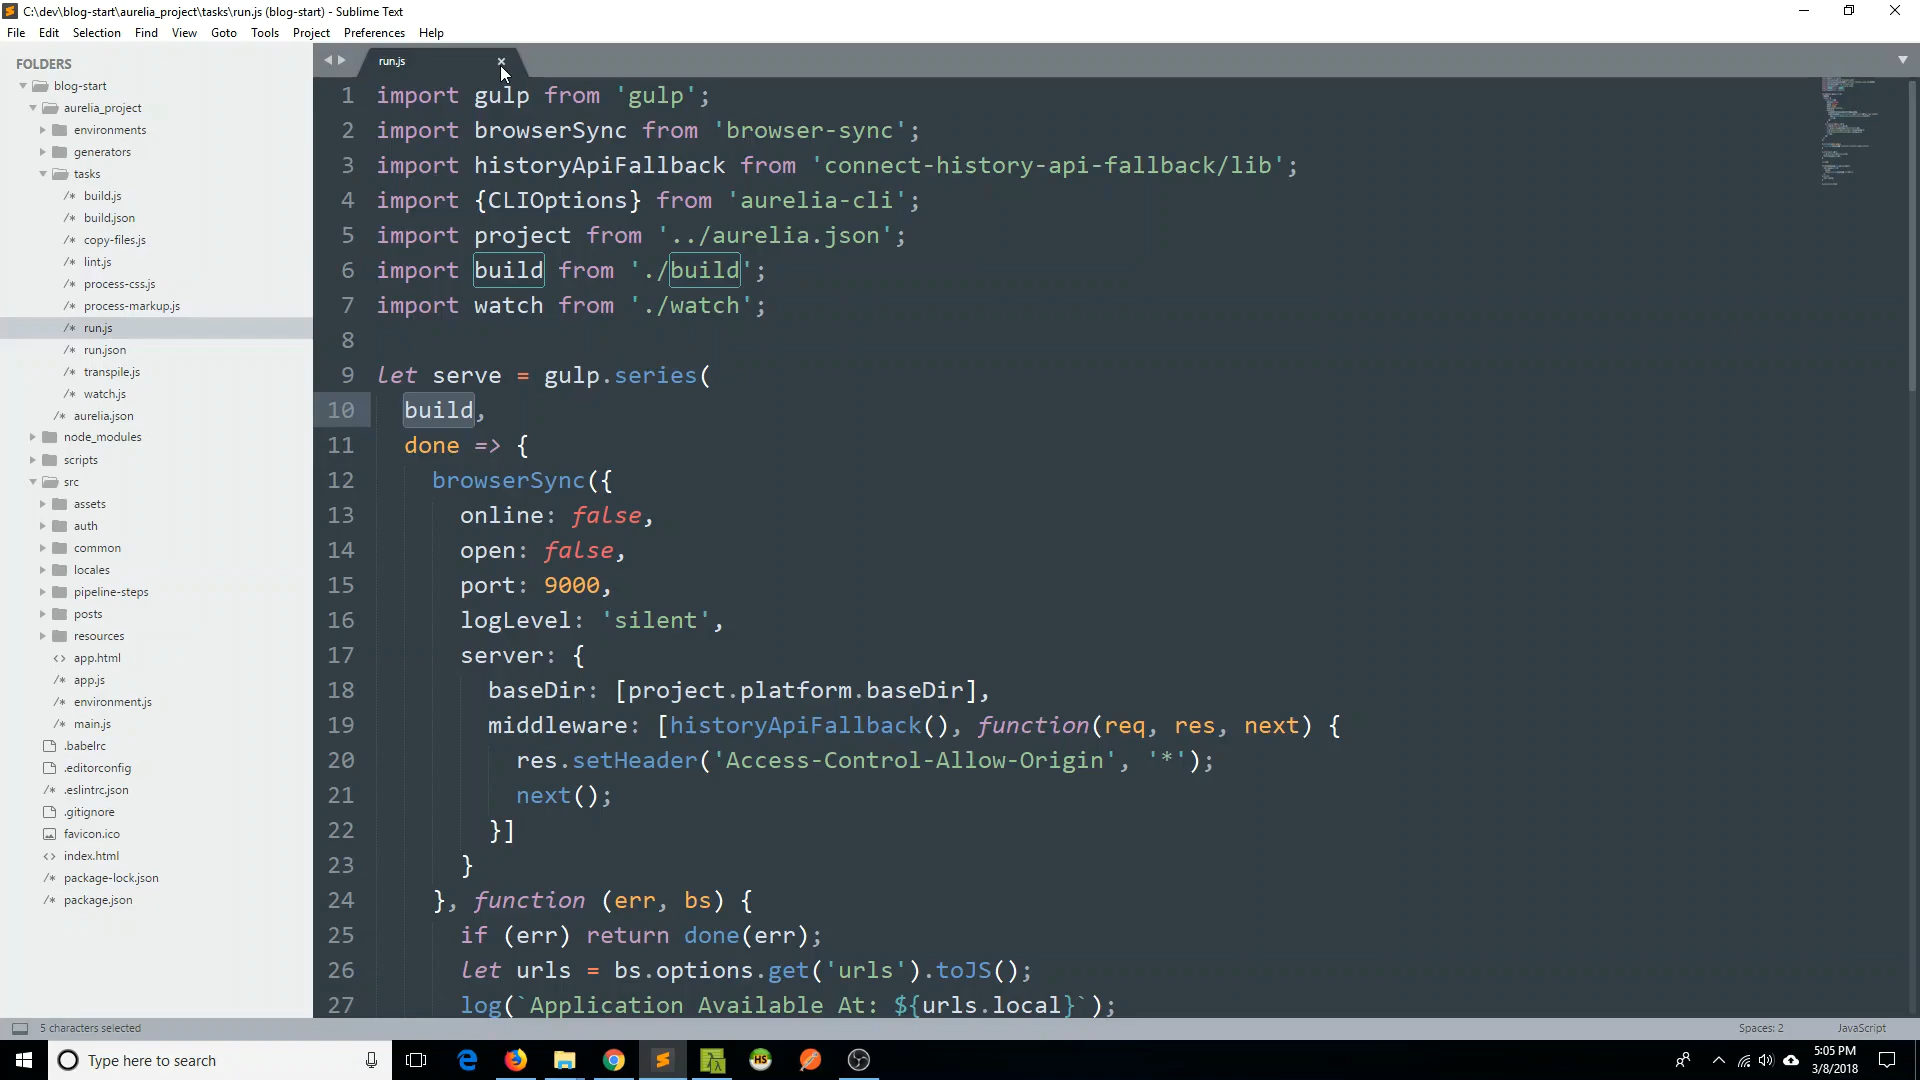 C:\dev\blog-start\aurelia_project\tasks\run.js (blog-start) - Sublime Text
File Edit Selection Find View Goto Tools Project Preferences Help
FOLDERS
blog-start
aurelia_project
environments
generators
tasks
/* build.js
/* build.json
/* copy-files.js
/* lint.js
/* process-css.js
/* process-markup.js
/* run.js
/* run.json
/* transpile.js
/* watch.js
/* aurelia.json
node_modules
scripts
src
assets
auth
common
locales
pipeline-steps
posts
resources
<> app.html
/* app.js
/* environment.js
/* main.js
.babelrc
.editorconfig
/* .eslintrc.json
.gitignore
favicon.ico
<> index.html
/* package-lock.json
/* package.json
run.js
1 import gulp from 'gulp';
2 import browserSync from 'browser-sync';
3 import historyApiFallback from 'connect-history-api-fallback/lib';
4 import {CLIOptions} from 'aurelia-cli';
5 import project from '../aurelia.json';
6 import build from './build';
7 import watch from './watch';
8
9 let serve = gulp.series(
10 build,
11 done => {
12 browserSync({
13 online: false,
14 open: false,
15 port: 9000,
16 logLevel: 'silent',
17 server: {
18 baseDir: [project.platform.baseDir],
19 middleware: [historyApiFallback(), function(req, res, next) {
20 res.setHeader('Access-Control-Allow-Origin', '*');
21 next();
22 }]
23 }
24 }, function (err, bs) {
25 if (err) return done(err);
26 let urls = bs.options.get('urls').toJS();
27 log(`Application Available At: ${urls.local}`);
5 characters selected
Spaces: 2
JavaScript
Type here to search
HS
5:05 PM
3/8/2018